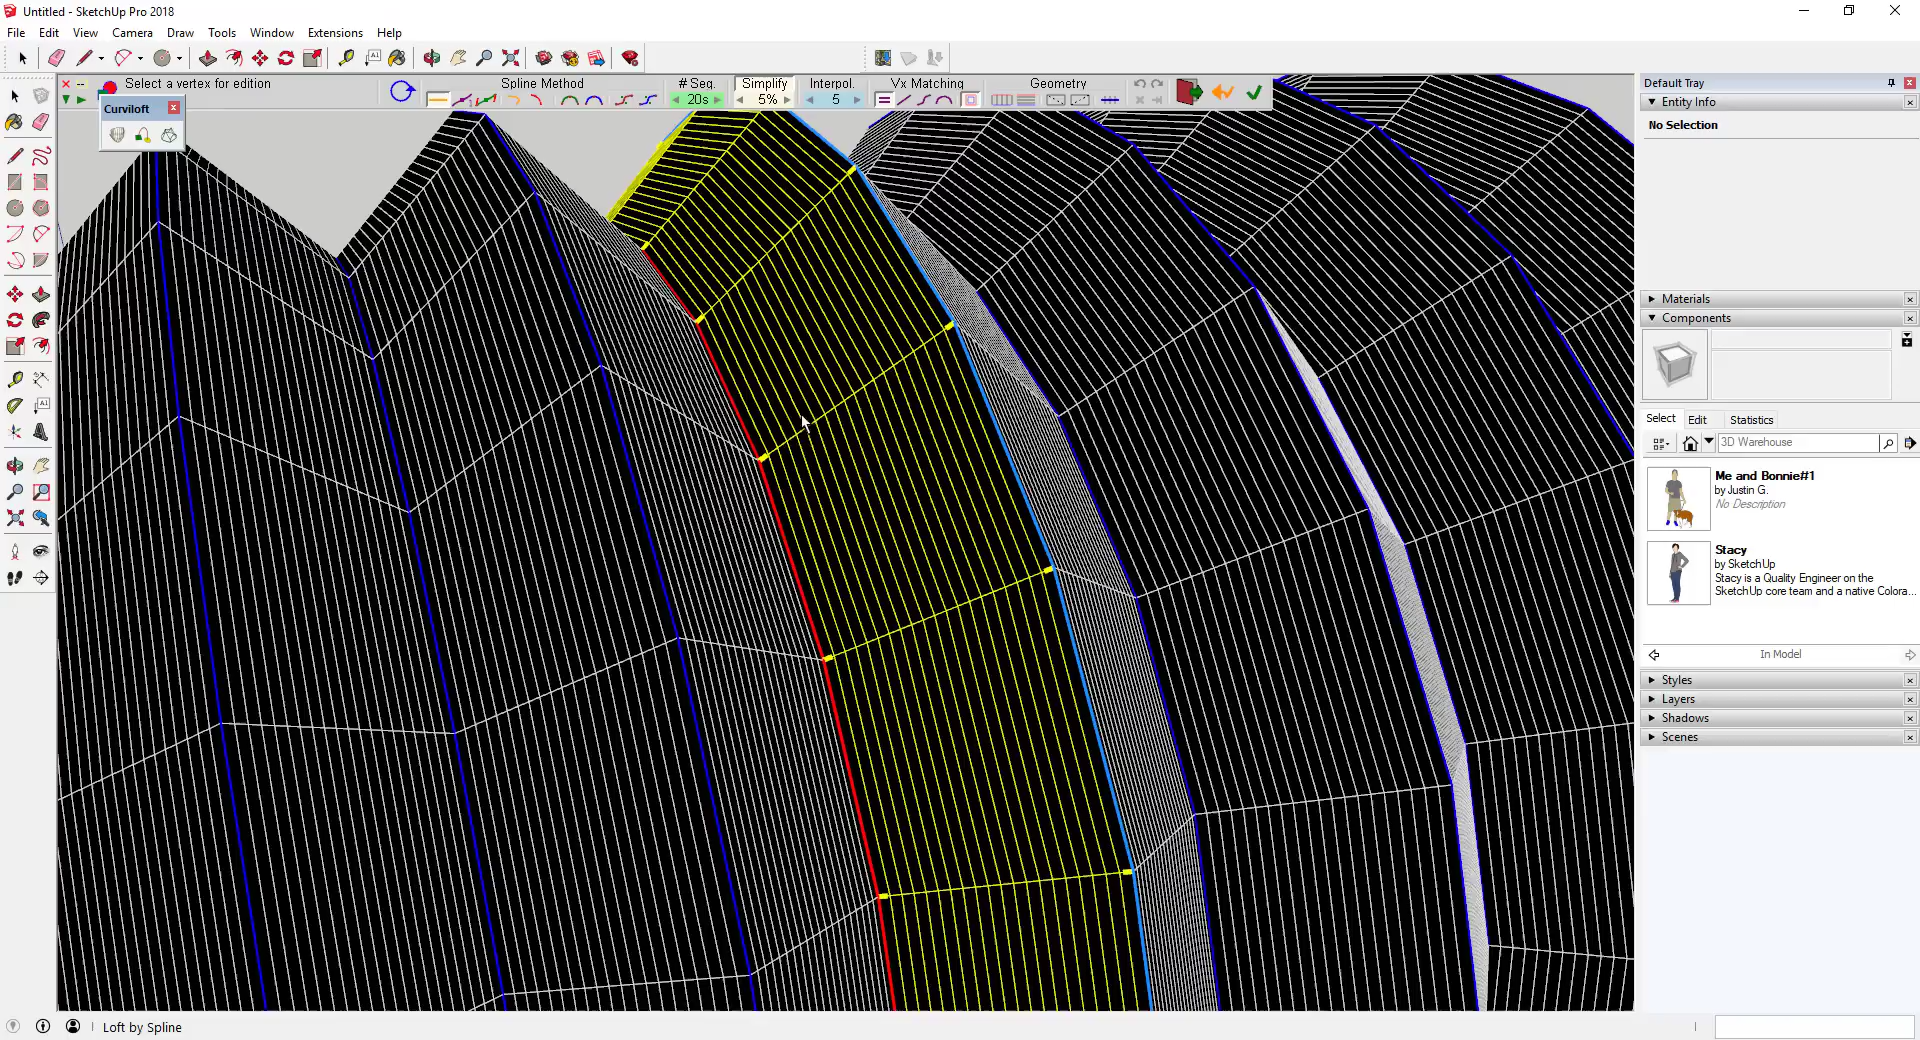 Untitled - SketchUp Pro 2018
File Edit View Camera Draw Tools Window Extensions Help
Select a vertex for edition
Spline Method
# Seg.
20s
Simplify
5%
Interpol.
5
Vx Matching
Geometry
Curviloft
Default Tray
Entity Info
No Selection
Materials
Components
Select Edit Statistics
3D Warehouse
Me and Bonnie#1
by Justin G.
No Description
Stacy
by SketchUp
Stacy is a Quality Engineer on the
SketchUp core team and a native Colora...
In Model
Styles
Layers
Shadows
Scenes
Loft by Spline